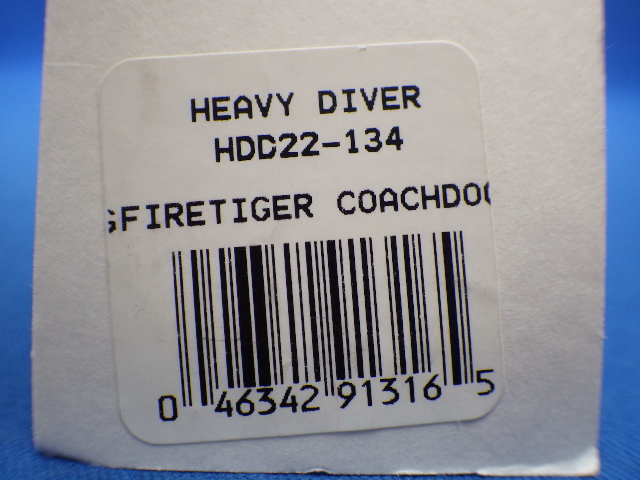 HEAVY DIVER
HDD22-134
GFIRETIGER COACHDOG
0 46342 91316 5